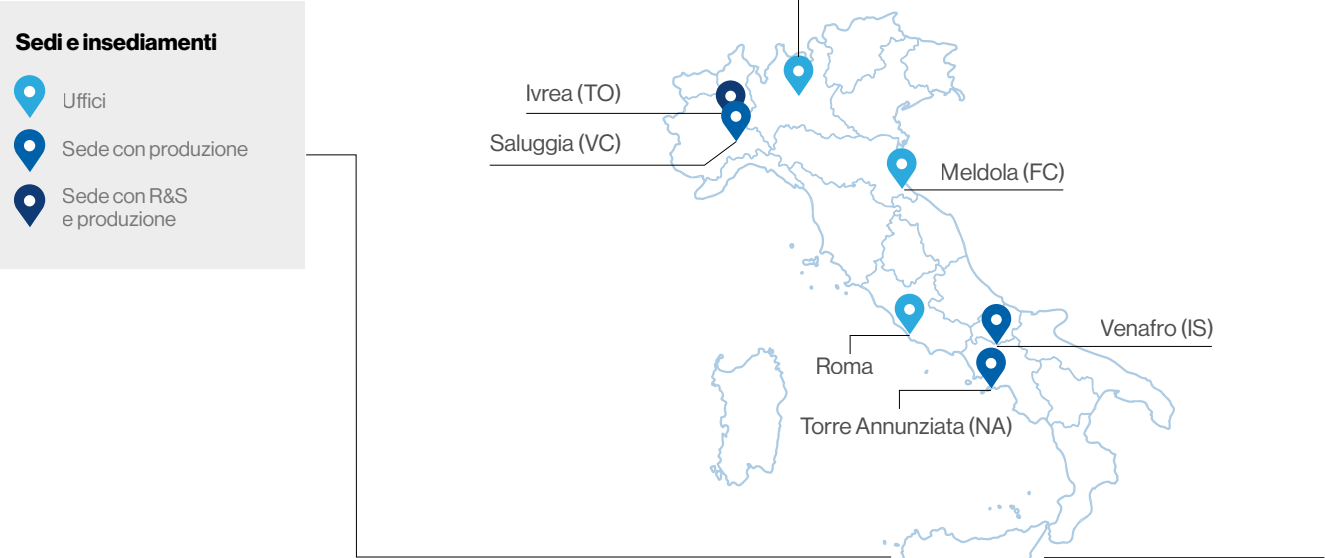 Sedi e insediamenti
Uffici
Sede con produzione
Sede con R&S
e produzione
Ivrea (TO)
Saluggia (VC)
Meldola (FC)
Venafro (IS)
Roma
Torre Annunziata (NA)